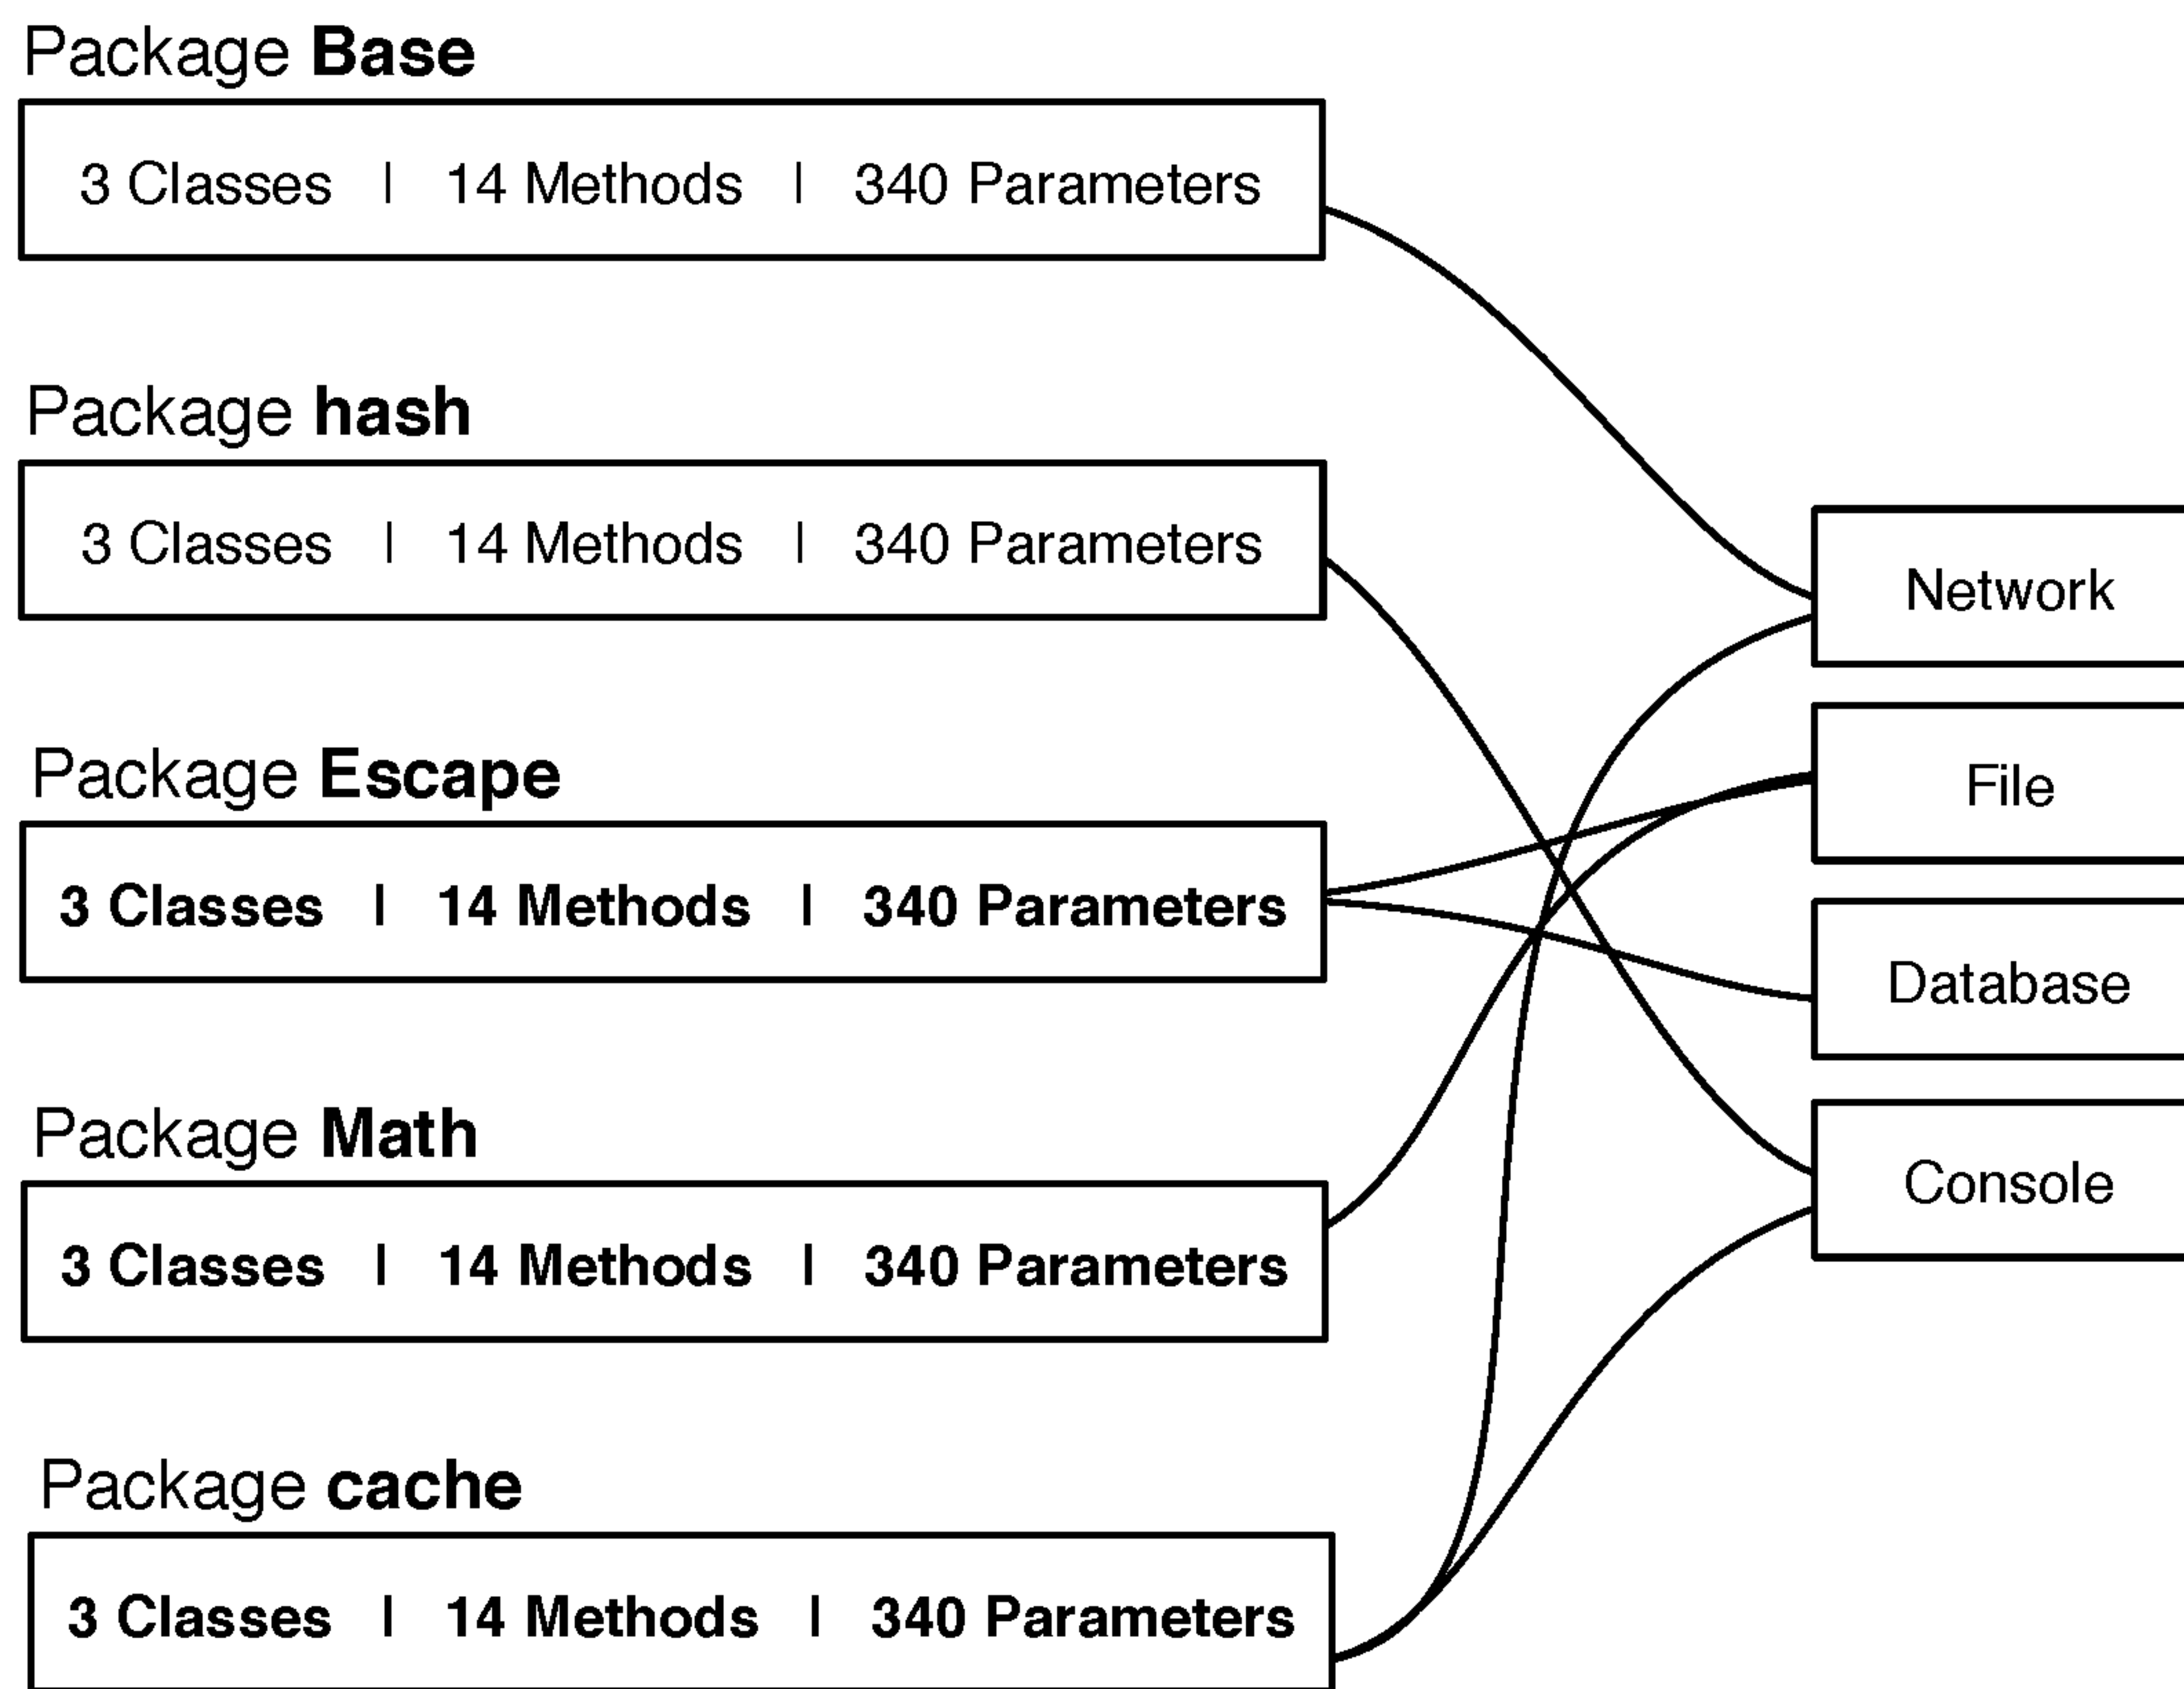 Package Base
3 Classes | 14 Methods | 340 Parameters
Package hash
3 Classes | 14 Methods | 340 Parameters
Network
Package Escape
File
3 Classes | 14 Methods | 340 Parameters
Database
Package Math
Console
3 Classes | 14 Methods | 340 Parameters
Package cache
3 Classes | 14 Methods | 340 Parameters